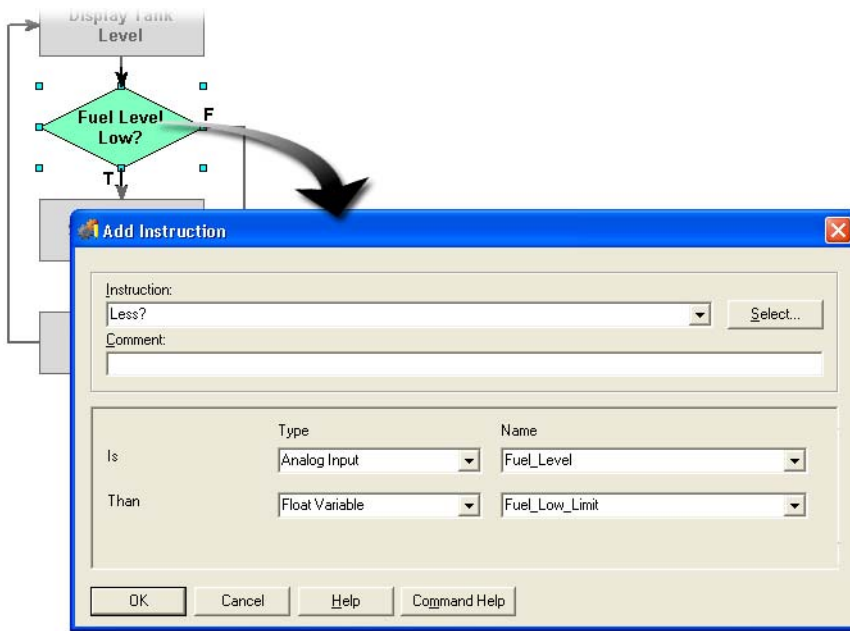 Display Tank
Level
Fuel Level
Low?
F
T
Add Instruction
Instruction:
Less?
Select...
Comment:
Type Name
Is Analog Input Fuel_Level
Than Float Variable Fuel_Low_Limit
OK Cancel Help Command Help